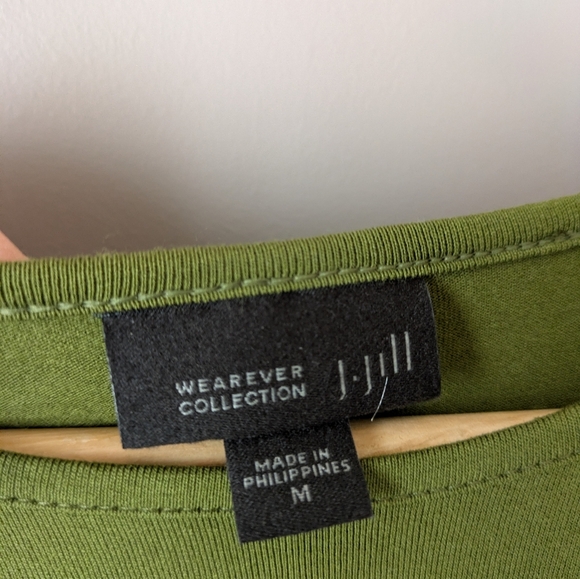 WEAREVER
COLLECTION
J.Jill
MADE IN
PHILIPPINES
M